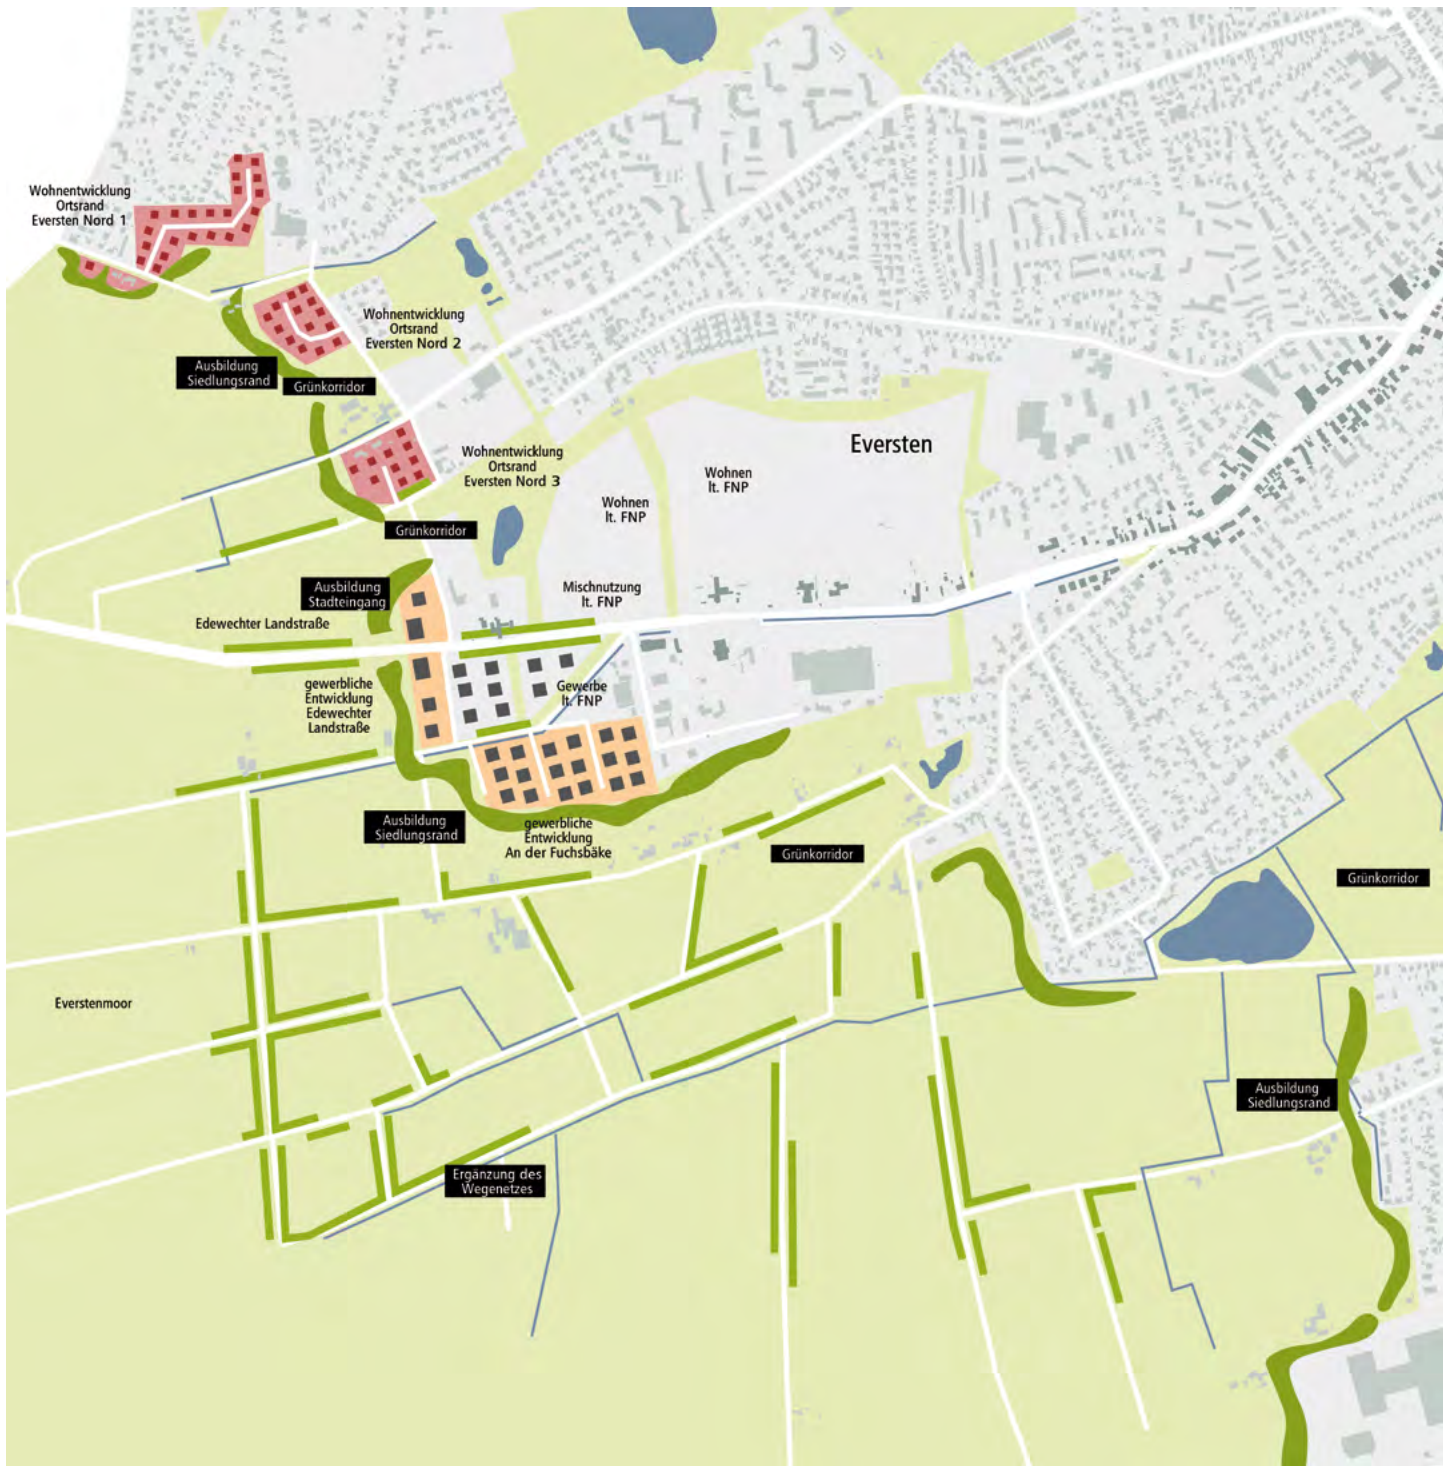 Wohnentwicklung
Ortsrand
Eversten Nord 1
Wohnentwicklung
Ortsrand
Eversten Nord 2
Ausbildung
Siedlungsrand
Grünkorridor
Wohnentwicklung
Ortsrand
Eversten Nord 3
Eversten
Wohnen
lt. FNP
Wohnen
lt. FNP
Grünkorridor
Ausbildung
Stadteingang
Mischnutzung
lt. FNP
Edewechter Landstraße
gewerbliche
Entwicklung
Edewechter
Landstraße
Gewerbe
lt. FNP
Ausbildung
Siedlungsrand
gewerbliche
Entwicklung
An der Fuchsbäke
Grünkorridor
Grünkorridor
Everstenmoor
Ausbildung
Siedlungsrand
Ergänzung des
Wegenetzes